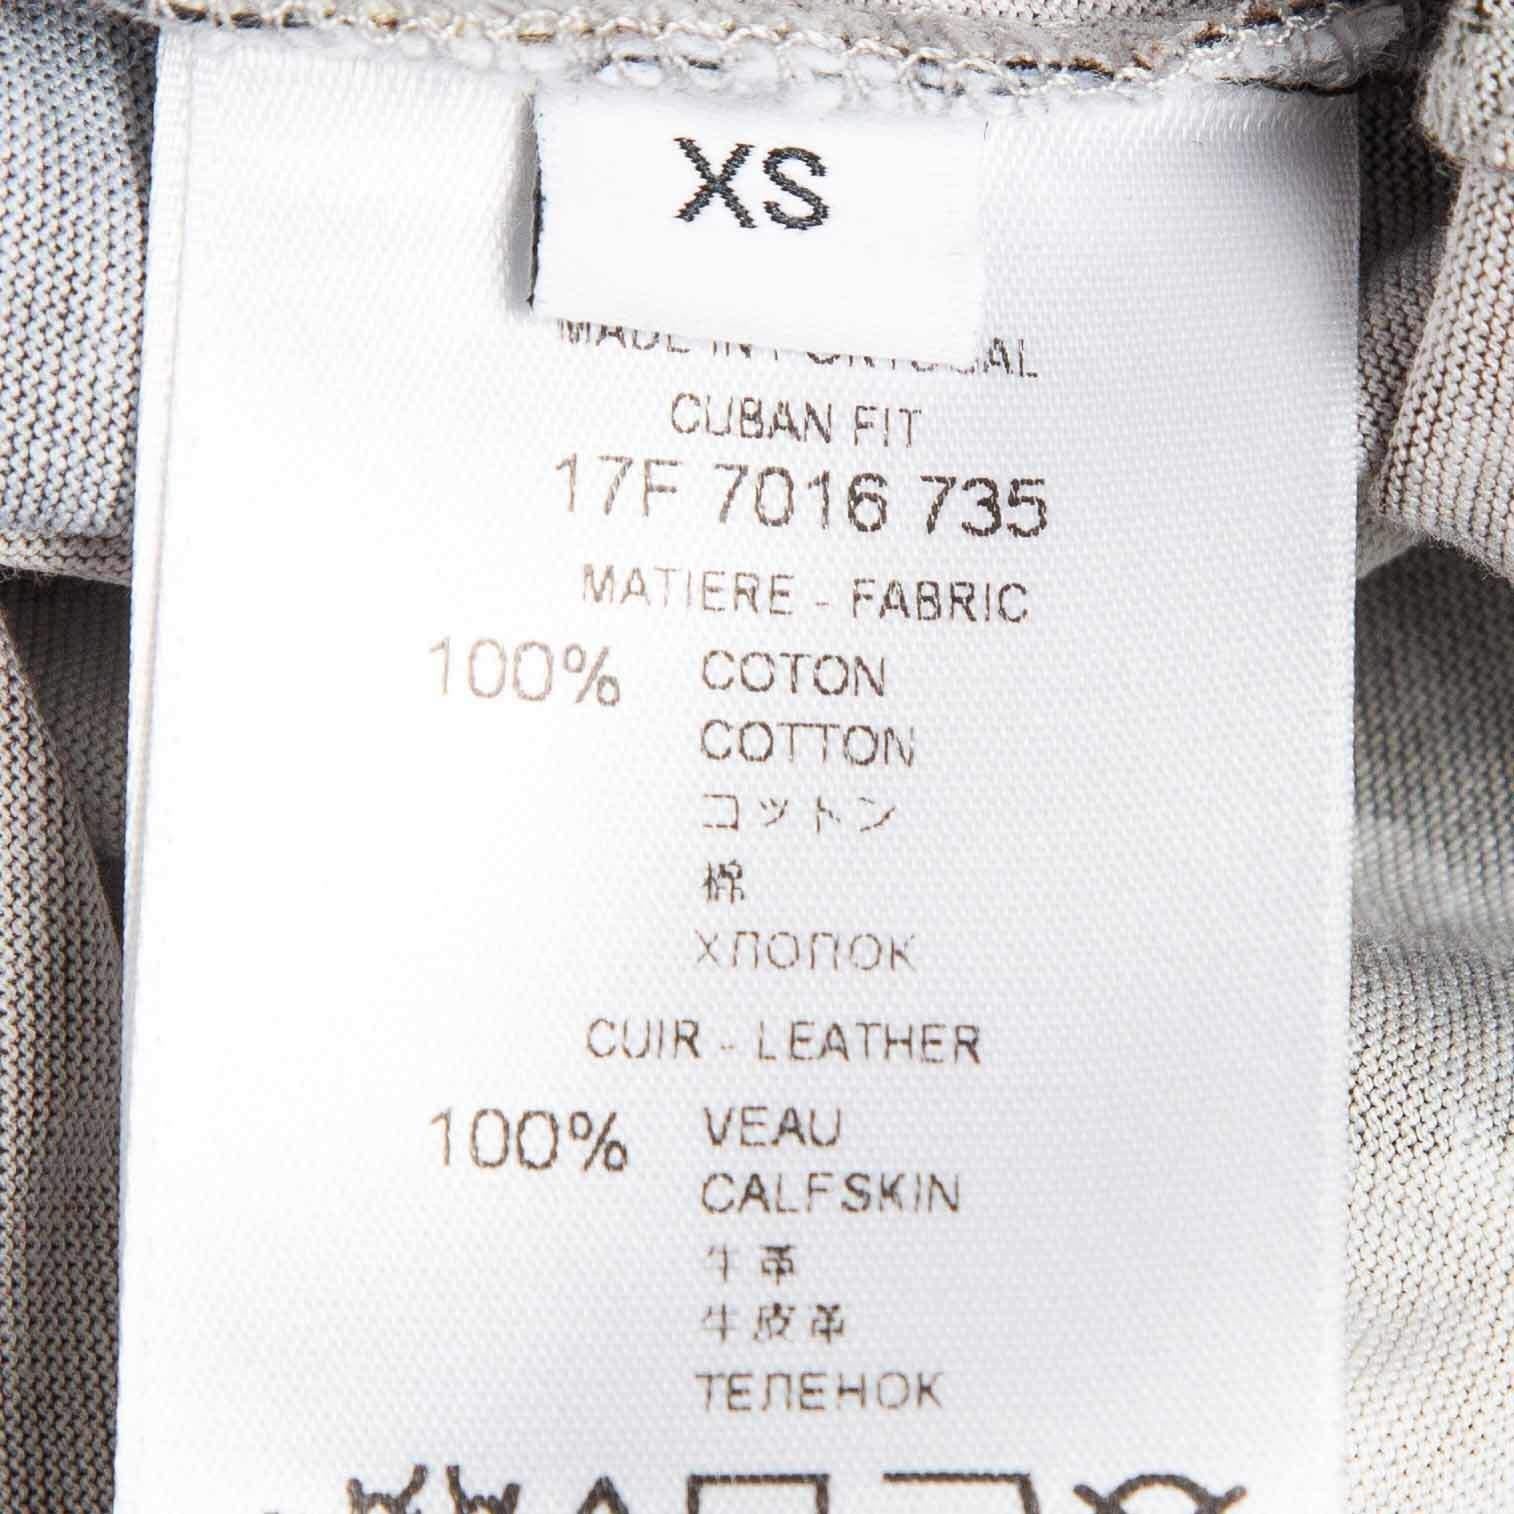 XS
MADE IN PORTUGAL
CUBAN FIT
17F 7016 735
MATIERE - FABRIC
100% COTON
COTTON
コットン
棉
ХЛОПОК
CUIR - LEATHER
100% VEAU
CALFSKIN
牛革
牛皮革
ТЕЛЕНОК